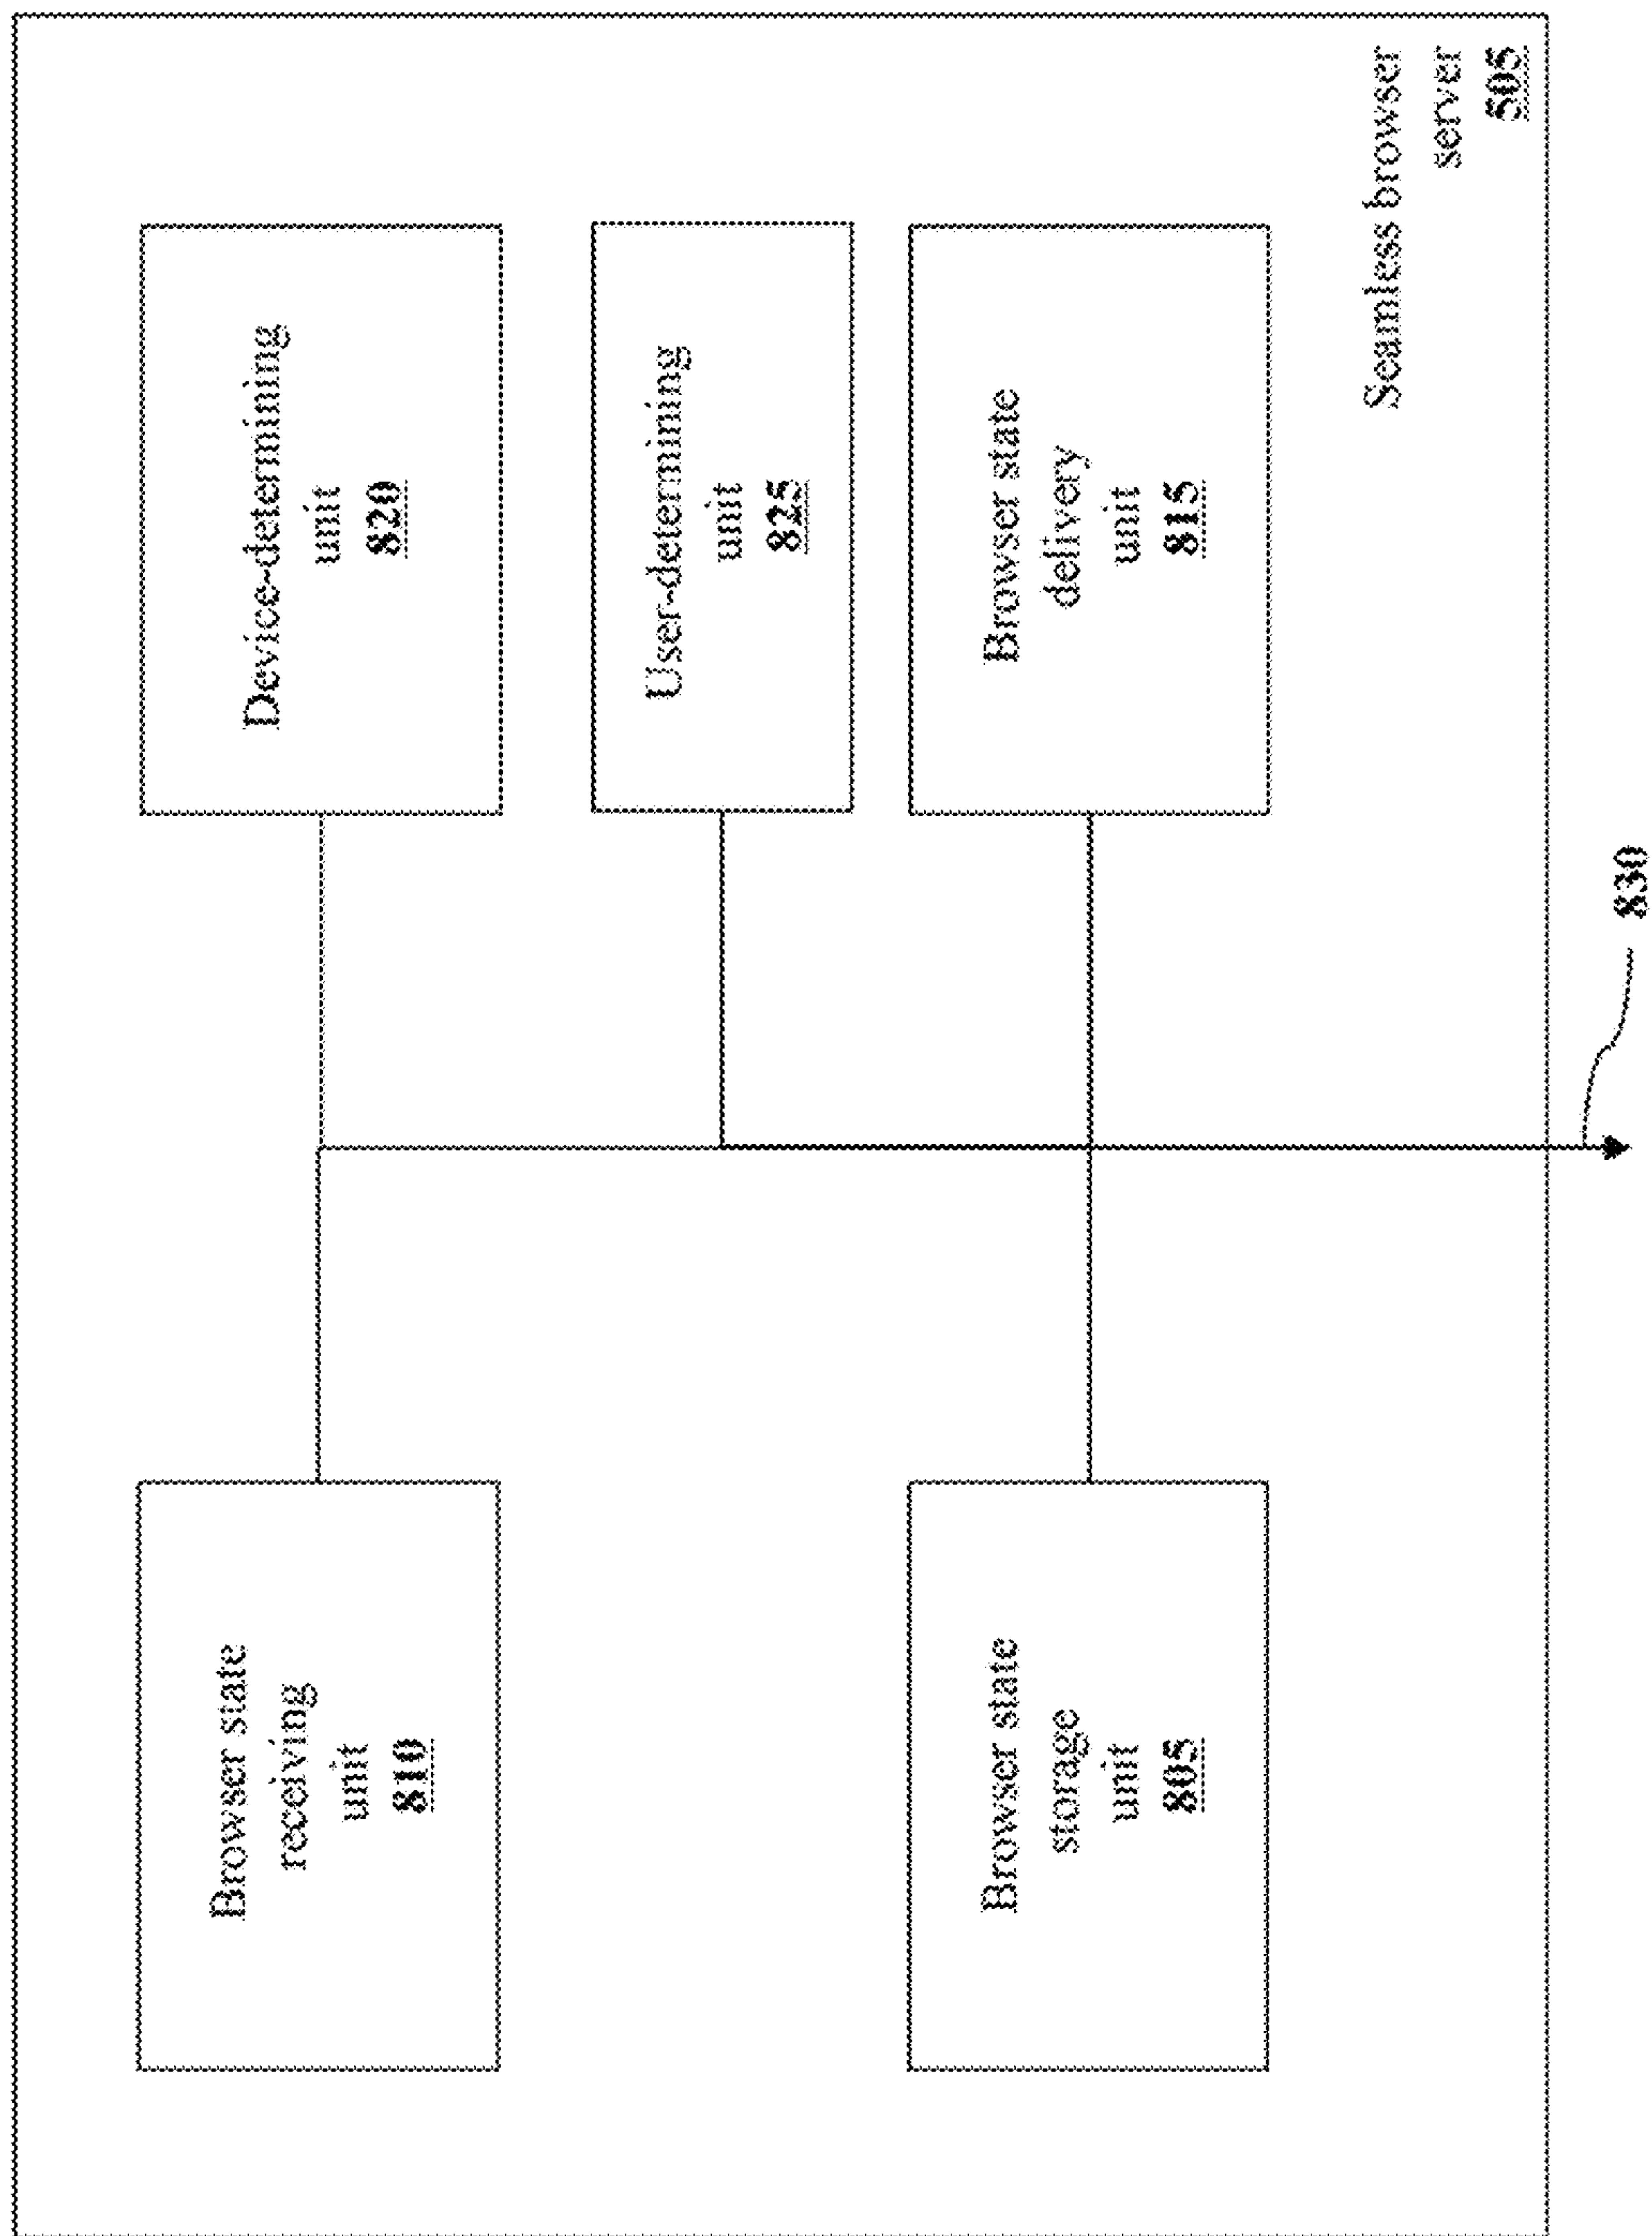 Browser state
receiving
unit
810
Device-determining
unit
820
User-determining
unit
825
Browser state
storage
unit
805
Browser state
delivery
unit
815
Seamless browser
server
505
830